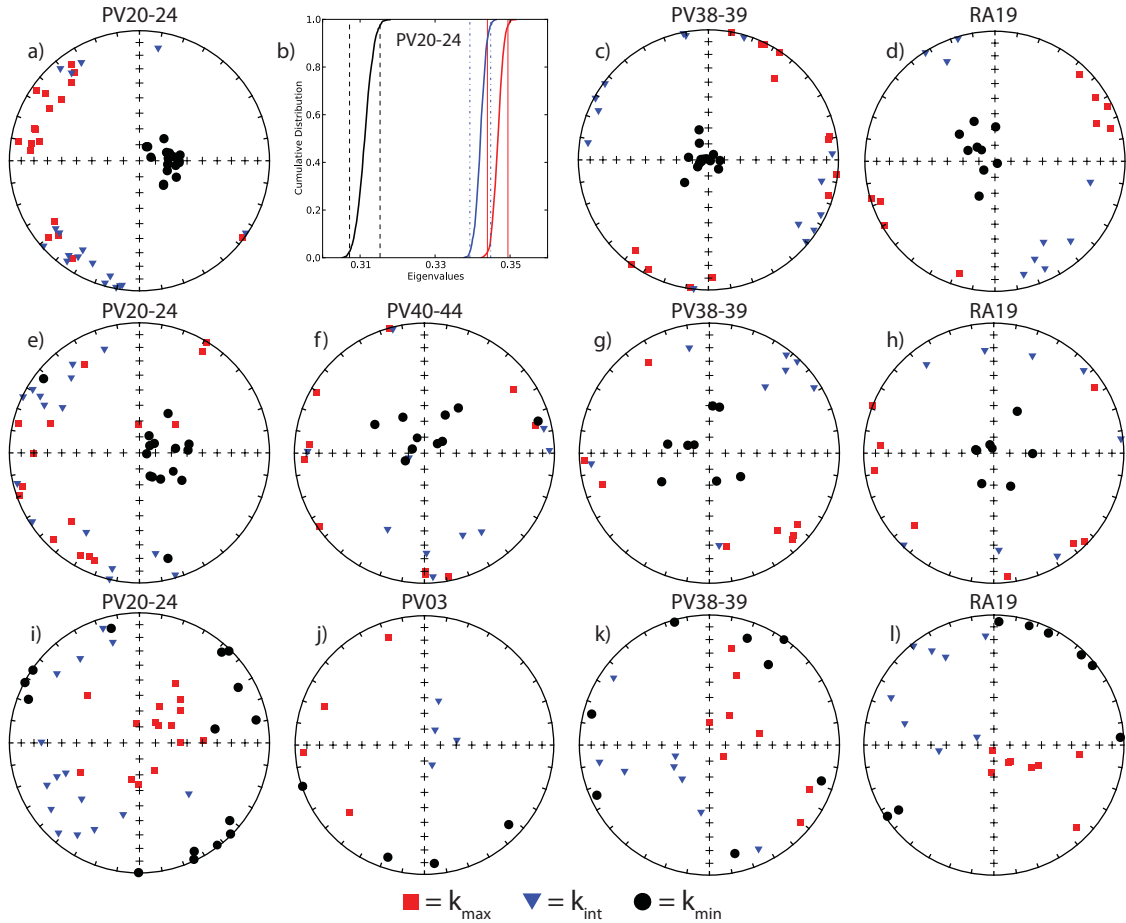 PV20-24
PV38-39
RA19
a)
b)
PV20-24
c)
d)
1.0
0.8
0.6
0.4
0.2
0.0
Cumulative Distribution
0.31
0.33
0.35
Eigenvalues
PV20-24
PV40-44
PV38-39
RA19
e)
f)
g)
h)
PV20-24
PV03
PV38-39
RA19
i)
j)
k)
l)
= kmax = kint = kmin